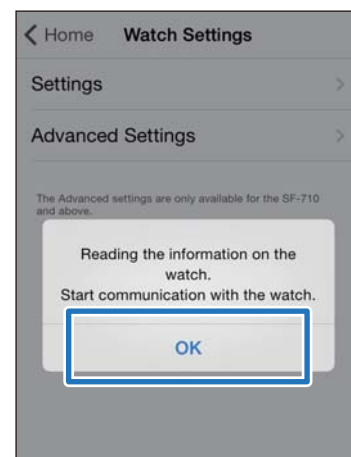 Home Watch Settings
Settings
Advanced Settings
The Advanced settings are only available for the SF-710
and above.
Reading the information on the
watch.
Start communication with the watch.
OK